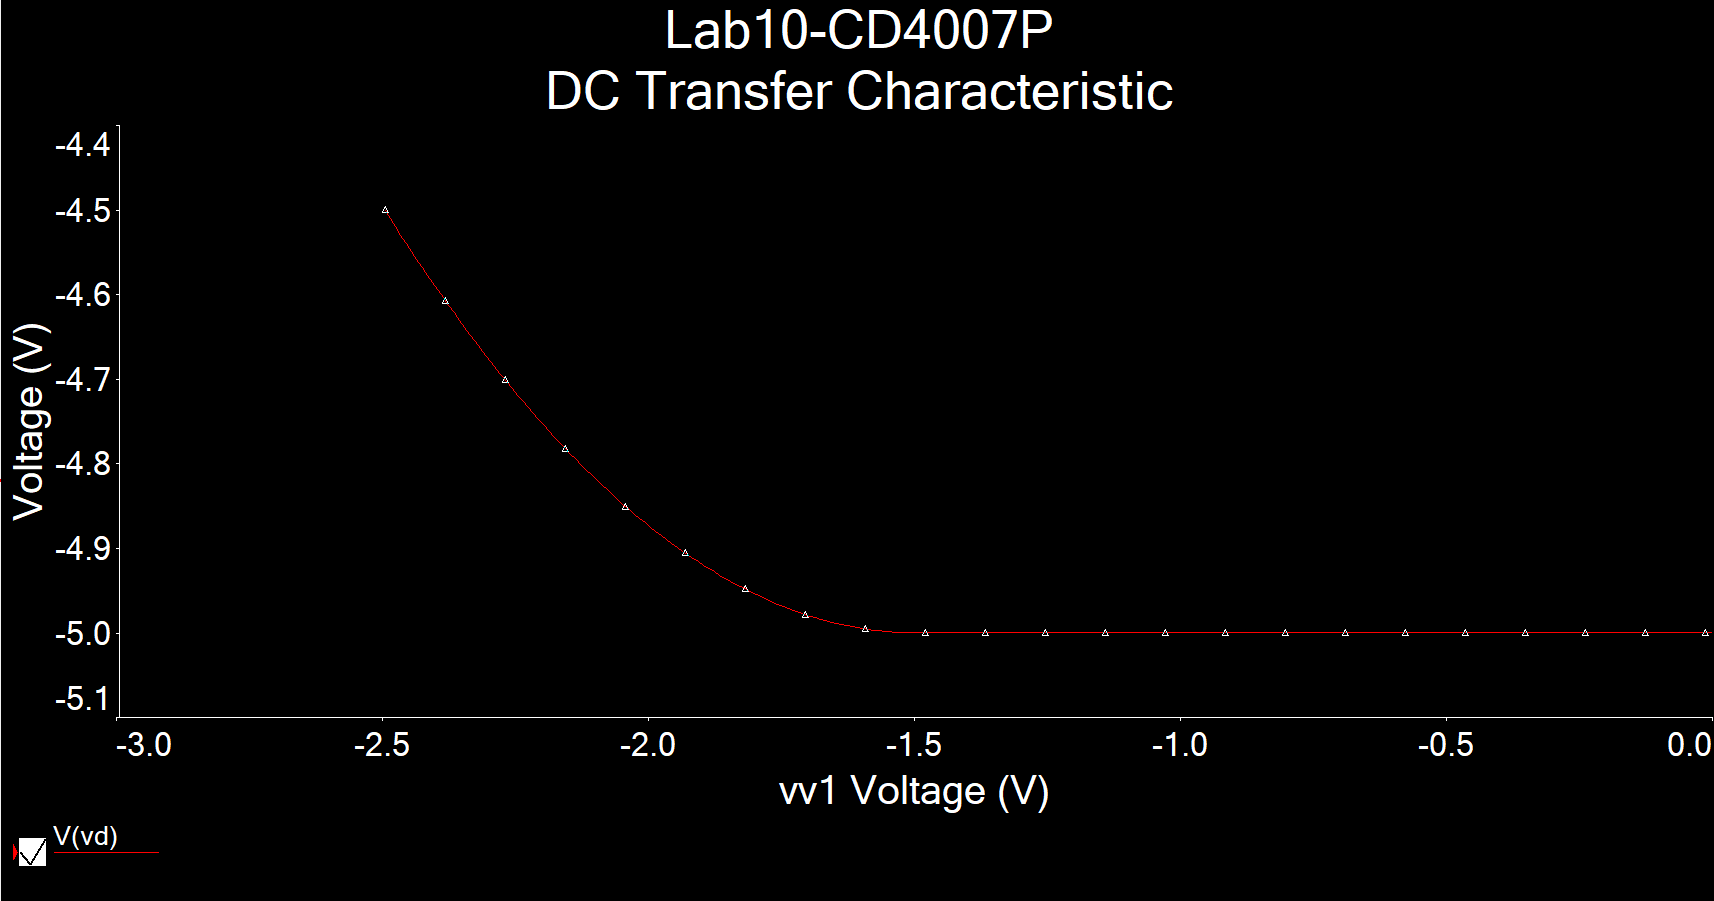 Lab10-CD4007P
DC Transfer Characteristic
-4.4
-4.5
-4.6
-4.7
-4.8
-4.9
-5.0
-5.1
Voltage (V)
-3.0 -2.5 -2.0 -1.5 -1.0 -0.5 0.0
vv1 Voltage (V)
V(vd)